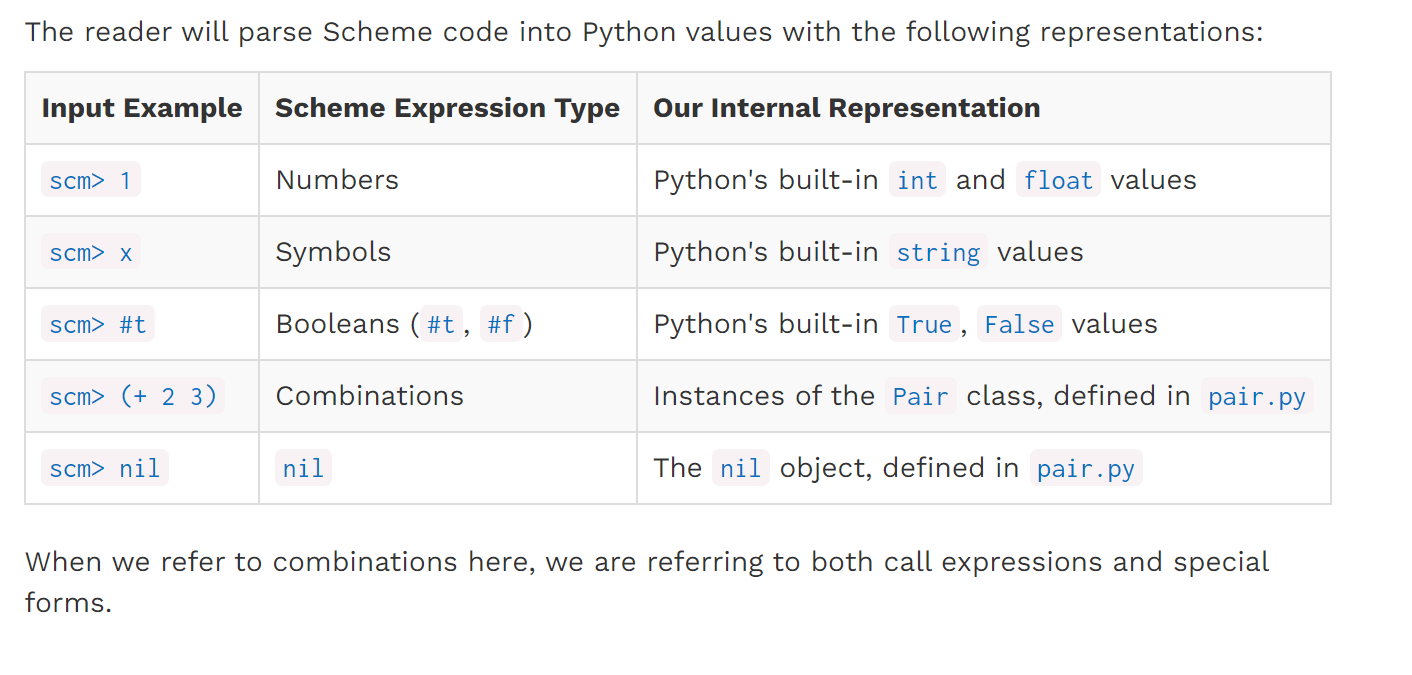 The reader will parse Scheme code into Python values with the following representations:
Input Example Scheme Expression Type Our Internal Representation
scm> 1 Numbers Python's built-in int and float values
scm> x Symbols Python's built-in string values
scm> #t Booleans (#t, #f) Python's built-in True, False values
scm> (+ 2 3) Combinations Instances of the Pair class, defined in pair.py
scm> nil nil The nil object, defined in pair.py
When we refer to combinations here, we are referring to both call expressions and special
forms.